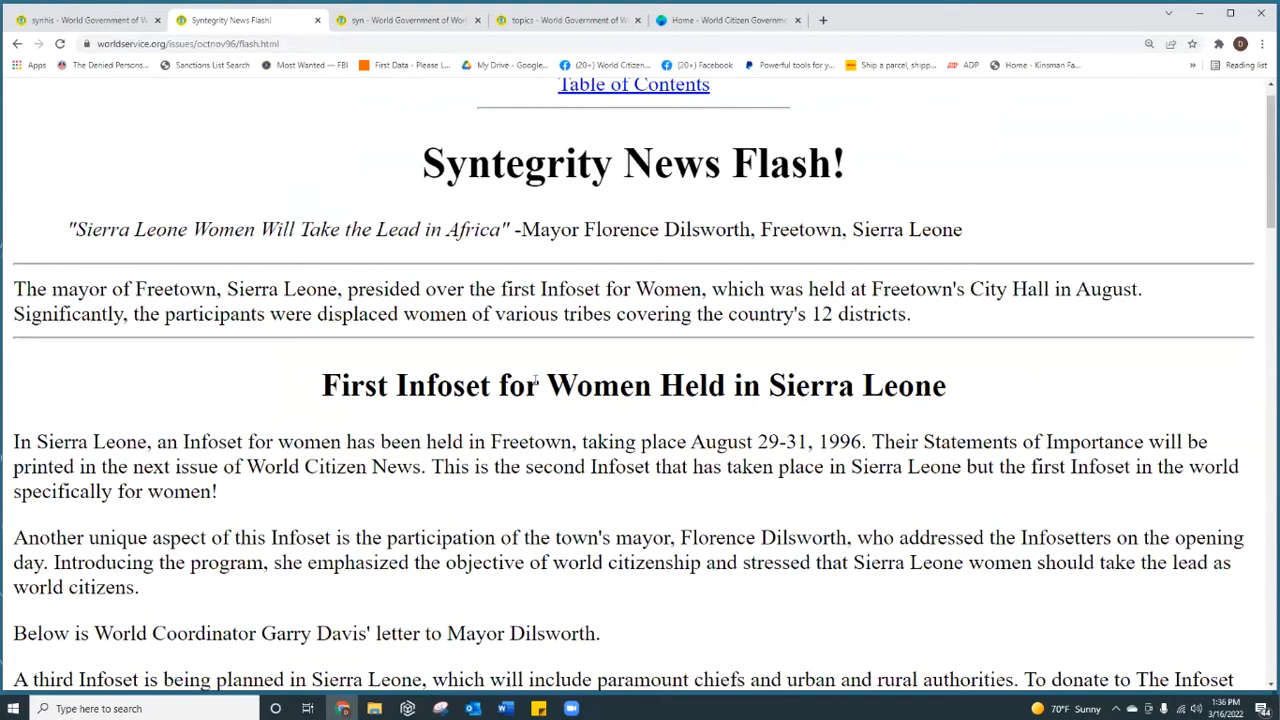 synhis - World Government of W
Syntegrity News Flash!
syn - World Government of Wor
topics - World Government of W
Home - World Citizen Governme
worldservice.org/issues/octnov96/flash.html
Apps
The Denied Persons...
Sanctions List Search
Most Wanted — FBI
First Data - Please L...
My Drive - Google...
(20+) World Citizen...
(20+) Facebook
Powerful tools for y...
Ship a parcel, shipp...
ADP
Home - Kinsman Fa...
»
Reading list
Table of Contents
Syntegrity News Flash!
"Sierra Leone Women Will Take the Lead in Africa" -Mayor Florence Dilsworth, Freetown, Sierra Leone
The mayor of Freetown, Sierra Leone, presided over the first Infoset for Women, which was held at Freetown's City Hall in August.
Significantly, the participants were displaced women of various tribes covering the country's 12 districts.
First Infoset for Women Held in Sierra Leone
In Sierra Leone, an Infoset for women has been held in Freetown, taking place August 29-31, 1996. Their Statements of Importance will be
printed in the next issue of World Citizen News. This is the second Infoset that has taken place in Sierra Leone but the first Infoset in the world
specifically for women!
Another unique aspect of this Infoset is the participation of the town's mayor, Florence Dilsworth, who addressed the Infosetters on the opening
day. Introducing the program, she emphasized the objective of world citizenship and stressed that Sierra Leone women should take the lead as
world citizens.
Below is World Coordinator Garry Davis' letter to Mayor Dilsworth.
A third Infoset is being planned in Sierra Leone, which will include paramount chiefs and urban and rural authorities. To donate to The Infoset
Type here to search
70°F Sunny
1:36 PM
3/16/2022